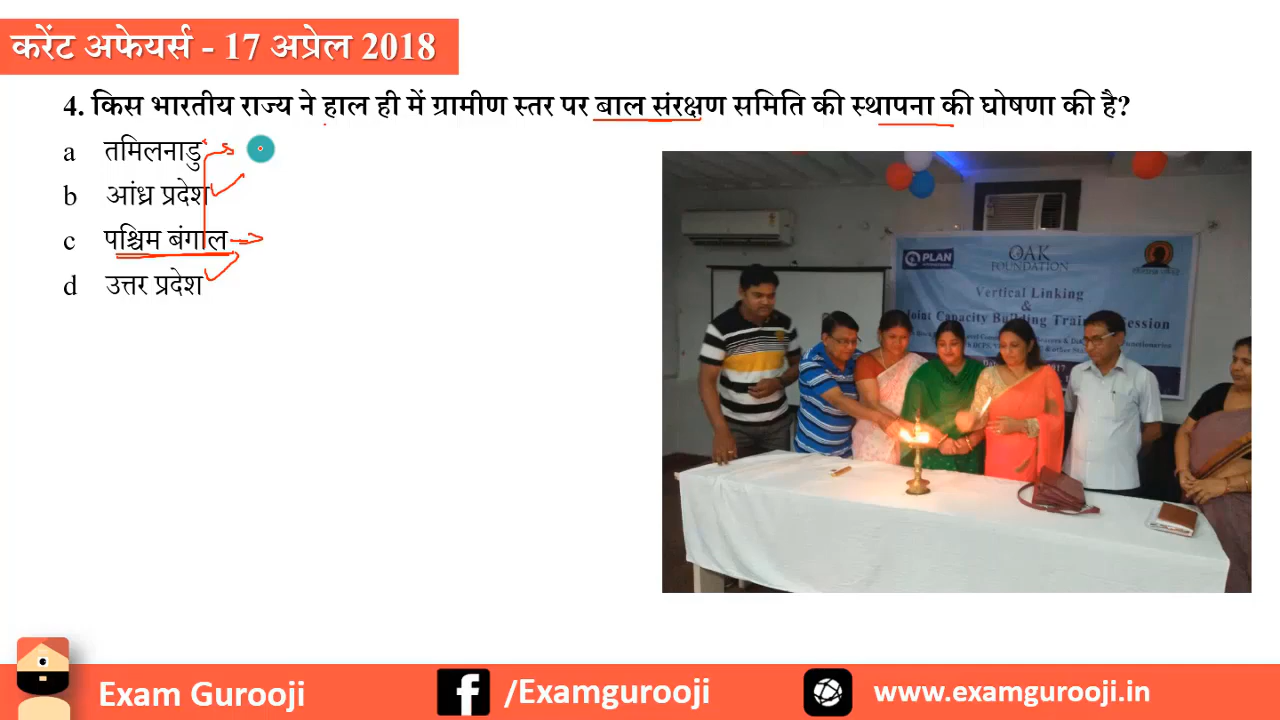 करेंट अफेयर्स - 17 अप्रेल 2018
4. किस भारतीय राज्य ने हाल ही में ग्रामीण स्तर पर बाल संरक्षण समिति की स्थापना की घोषणा की है?
a तमिलनाडु
b आंध्र प्रदेश
c पश्चिम बंगाल
d उत्तर प्रदेश
PLAN
OAK
FOUNDATION
Vertical Linking
&
Joint Capacity Building Session
Exam Gurooji
/Examgurooji
www.examgurooji.in